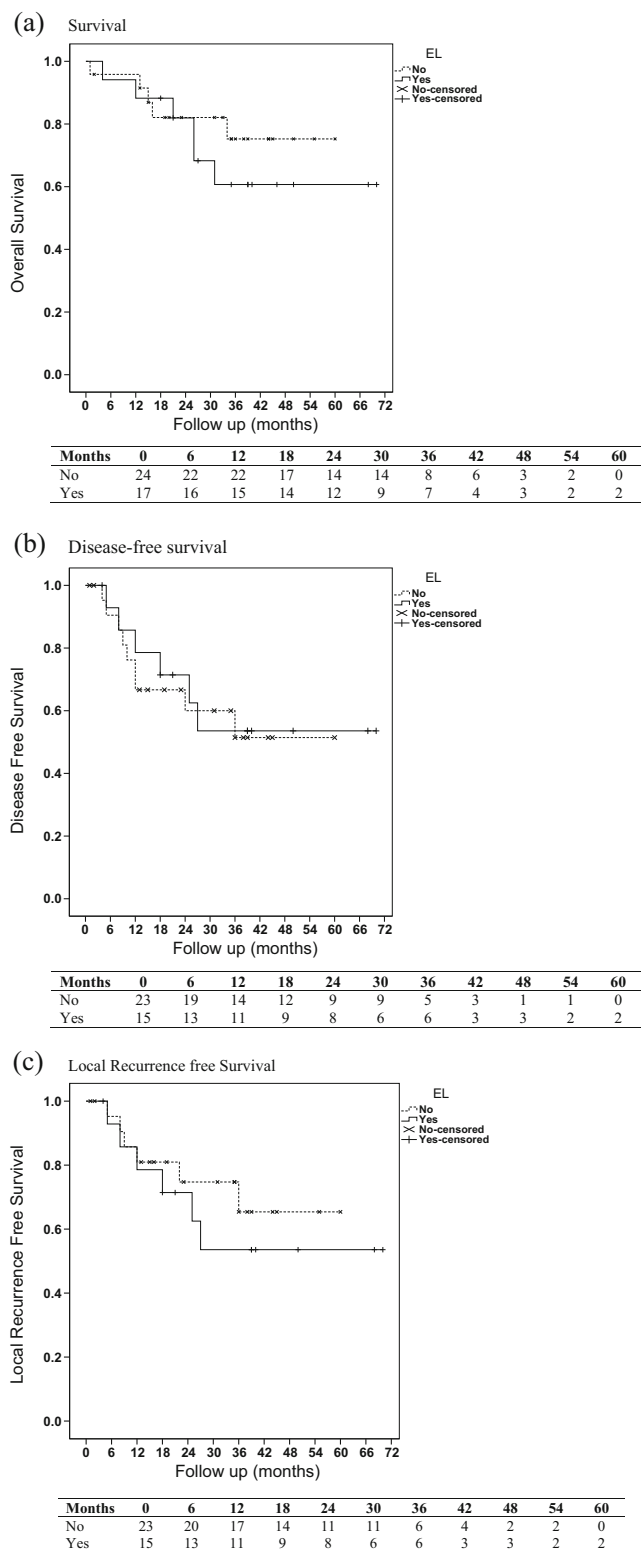 (a) Survival
EL
No
Yes
No-censored
Yes-censored
Overall Survival
1.0
0.8
0.6
0.4
0.2
0.0
0 6 12 18 24 30 36 42 48 54 60 66 72
Follow up (months)
Months 0 6 12 18 24 30 36 42 48 54 60
No 24 22 22 17 14 14 8 6 3 2 0
Yes 17 16 15 14 12 9 7 4 3 2 2
(b) Disease-free survival
EL
No
Yes
No-censored
Yes-censored
Disease Free Survival
1.0
0.8
0.6
0.4
0.2
0.0
0 6 12 18 24 30 36 42 48 54 60 66 72
Follow up (months)
Months 0 6 12 18 24 30 36 42 48 54 60
No 23 19 14 12 9 9 5 3 1 1 0
Yes 15 13 11 9 8 6 6 3 3 2 2
(c) Local Recurrence free Survival
EL
No
Yes
No-censored
Yes-censored
Local Recurrence Free Survival
1.0
0.8
0.6
0.4
0.2
0.0
0 6 12 18 24 30 36 42 48 54 60 66 72
Follow up (months)
Months 0 6 12 18 24 30 36 42 48 54 60
No 23 20 17 14 11 11 6 4 2 2 0
Yes 15 13 11 9 8 6 6 3 3 2 2